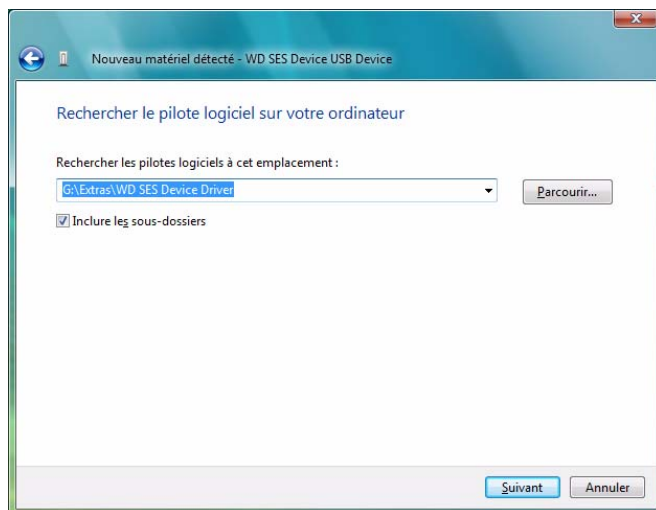 Nouveau matériel détecté - WD SES Device USB Device
Rechercher le pilote logiciel sur votre ordinateur
Rechercher les pilotes logiciels à cet emplacement :
G:\Extras\WD SES Device Driver
Parcourir...
Inclure les sous-dossiers
Suivant
Annuler